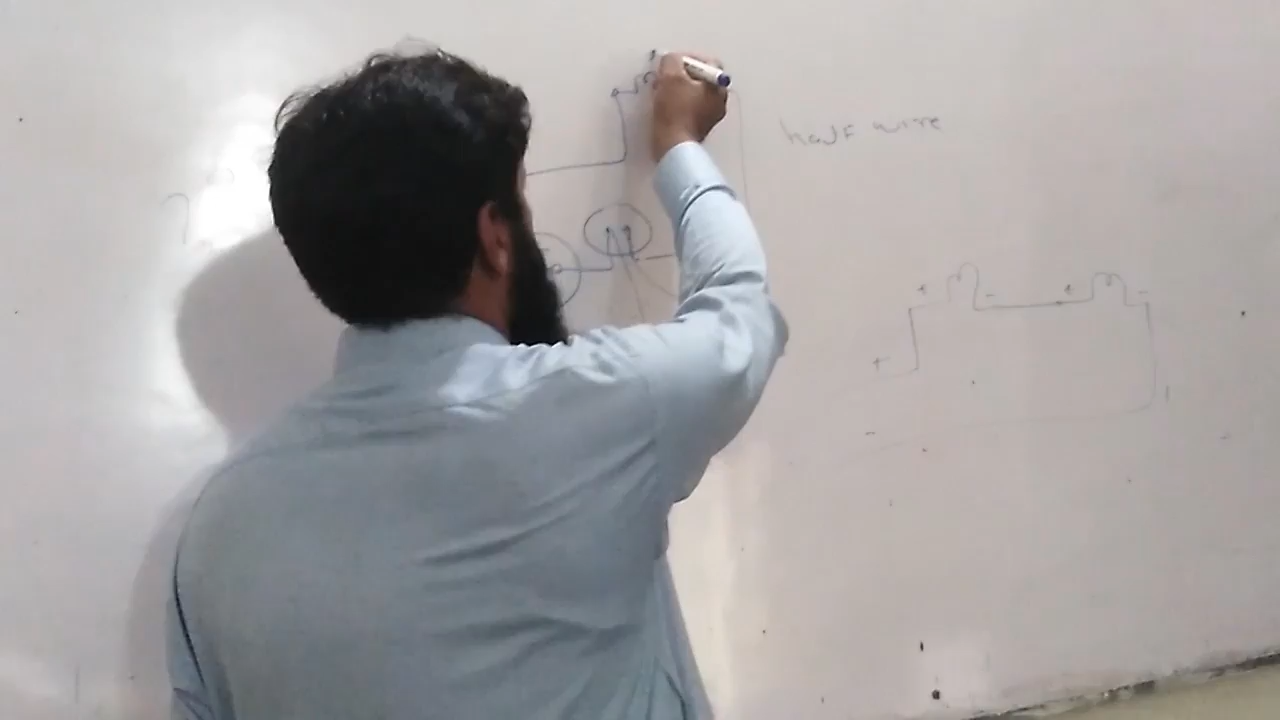 half wire
+ - + -
+
-